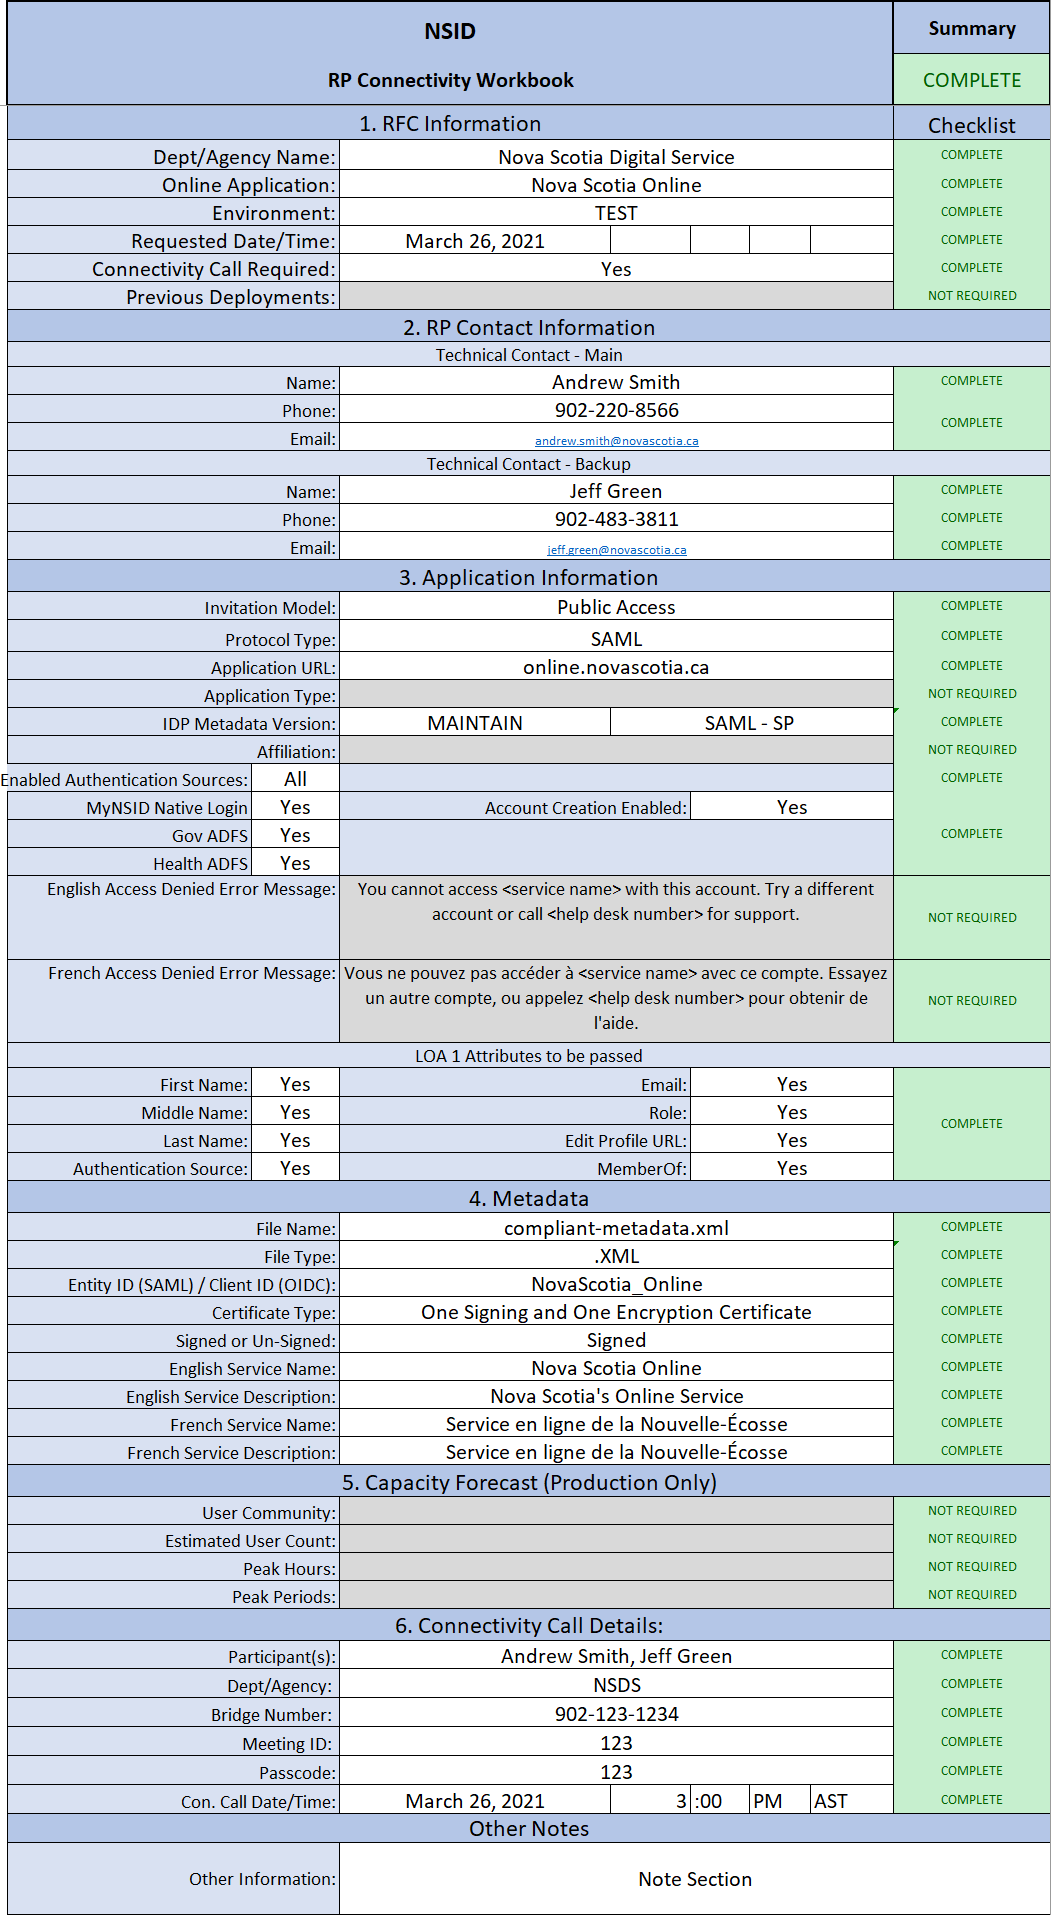 NSID
Summary
RP Connectivity Workbook
COMPLETE
1. RFC Information
Checklist
Dept/Agency Name: Nova Scotia Digital Service COMPLETE
Online Application: Nova Scotia Online COMPLETE
Environment: TEST COMPLETE
Requested Date/Time: March 26, 2021 COMPLETE
Connectivity Call Required: Yes COMPLETE
Previous Deployments: NOT REQUIRED
2. RP Contact Information
Technical Contact - Main
Name: Andrew Smith COMPLETE
Phone: 902-220-8566
COMPLETE
Email: andrew.smith@novascotia.ca
Technical Contact - Backup
Name: Jeff Green COMPLETE
Phone: 902-483-3811 COMPLETE
Email: jeff.green@novascotia.ca COMPLETE
3. Application Information
Invitation Model: Public Access COMPLETE
Protocol Type: SAML COMPLETE
Application URL: online.novascotia.ca COMPLETE
Application Type: NOT REQUIRED
IDP Metadata Version: MAINTAIN SAML - SP COMPLETE
Affiliation: NOT REQUIRED
Enabled Authentication Sources: All COMPLETE
MyNSID Native Login Yes Account Creation Enabled: Yes
Gov ADFS Yes COMPLETE
Health ADFS Yes
English Access Denied Error Message: You cannot access <service name> with this account. Try a different
account or call <help desk number> for support. NOT REQUIRED
French Access Denied Error Message: Vous ne pouvez pas accéder à <service name> avec ce compte. Essayez
un autre compte, ou appelez <help desk number> pour obtenir de NOT REQUIRED
l'aide.
LOA 1 Attributes to be passed
First Name: Yes Email: Yes
Middle Name: Yes Role: Yes
COMPLETE
Last Name: Yes Edit Profile URL: Yes
Authentication Source: Yes MemberOf: Yes
4. Metadata
File Name: compliant-metadata.xml COMPLETE
File Type: .XML COMPLETE
Entity ID (SAML) / Client ID (OIDC): NovaScotia_Online COMPLETE
Certificate Type: One Signing and One Encryption Certificate COMPLETE
Signed or Un-Signed: Signed COMPLETE
English Service Name: Nova Scotia Online COMPLETE
English Service Description: Nova Scotia's Online Service COMPLETE
French Service Name: Service en ligne de la Nouvelle-Écosse COMPLETE
French Service Description: Service en ligne de la Nouvelle-Écosse COMPLETE
5. Capacity Forecast (Production Only)
User Community: NOT REQUIRED
Estimated User Count: NOT REQUIRED
Peak Hours: NOT REQUIRED
Peak Periods: NOT REQUIRED
6. Connectivity Call Details:
Participant(s): Andrew Smith, Jeff Green COMPLETE
Dept/Agency: NSDS COMPLETE
Bridge Number: 902-123-1234 COMPLETE
Meeting ID: 123 COMPLETE
Passcode: 123 COMPLETE
Con. Call Date/Time: March 26, 2021 3 :00 PM AST COMPLETE
Other Notes
Other Information: Note Section